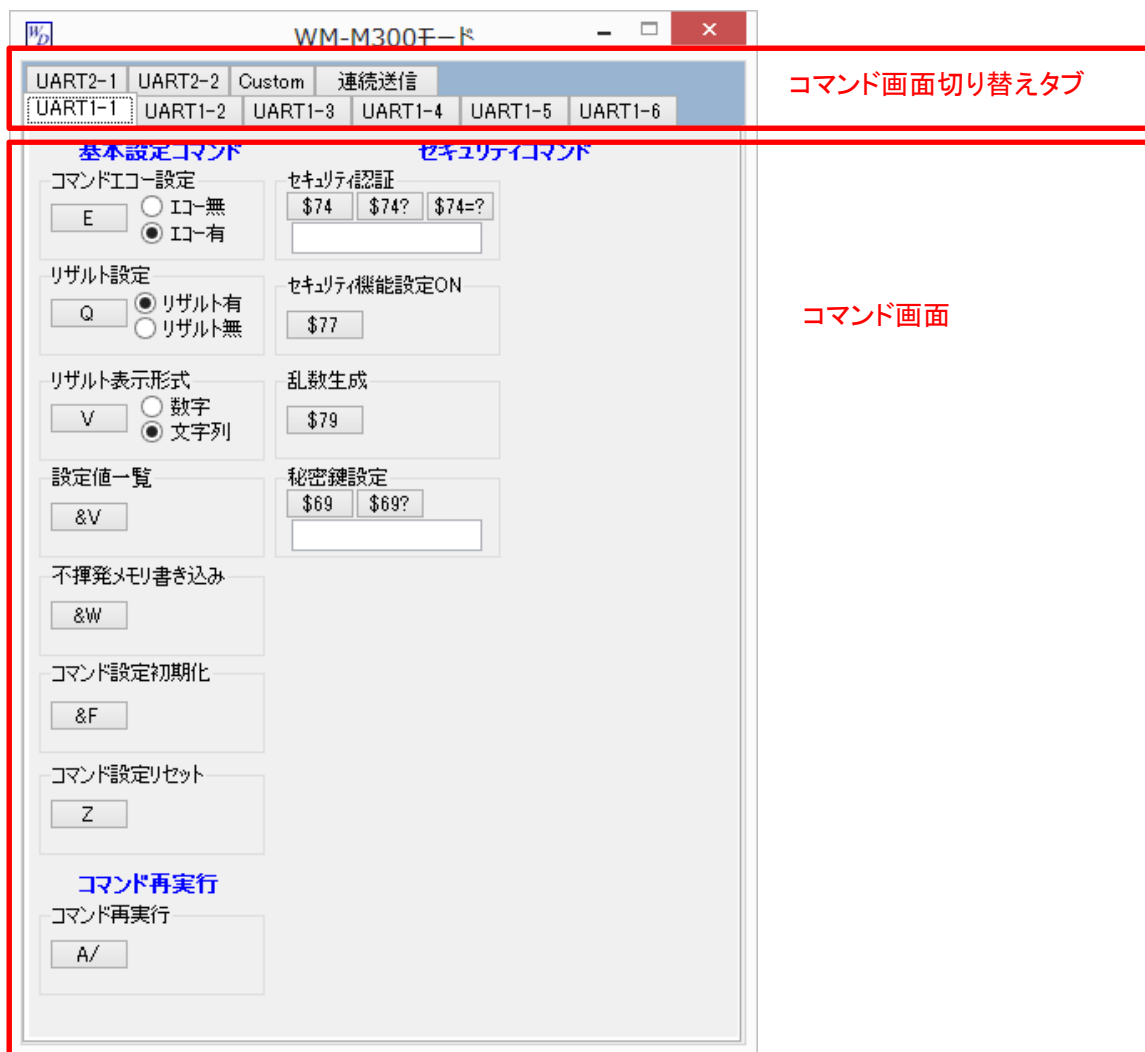 WD
WM-M300モード
UART2-1 UART2-2 Custom 連続送信
UART1-1 UART1-2 UART1-3 UART1-4 UART1-5 UART1-6
コマンド画面切り替えタブ
基本設定コマンド
コマンドエコー設定
E
エコー無
エコー有
リザルト設定
Q
リザルト有
リザルト無
リザルト表示形式
V
数字
文字列
設定値一覧
&V
不揮発メモリ書き込み
&W
コマンド設定初期化
&F
コマンド設定リセット
Z
コマンド再実行
コマンド再実行
A/
セキュリティコマンド
セキュリティ認証
$74 $74? $74=?
セキュリティ機能設定ON
$77
乱数生成
$79
秘密鍵設定
$69 $69?
コマンド画面